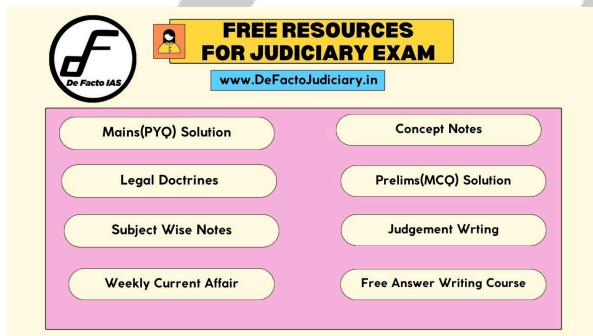 De Facto IAS
FREE RESOURCES
FOR JUDICIARY EXAM
www.DeFactoJudiciary.in
Mains(PYQ) Solution
Concept Notes
Legal Doctrines
Prelims(MCQ) Solution
Subject Wise Notes
Judgement Wrting
Weekly Current Affair
Free Answer Writing Course